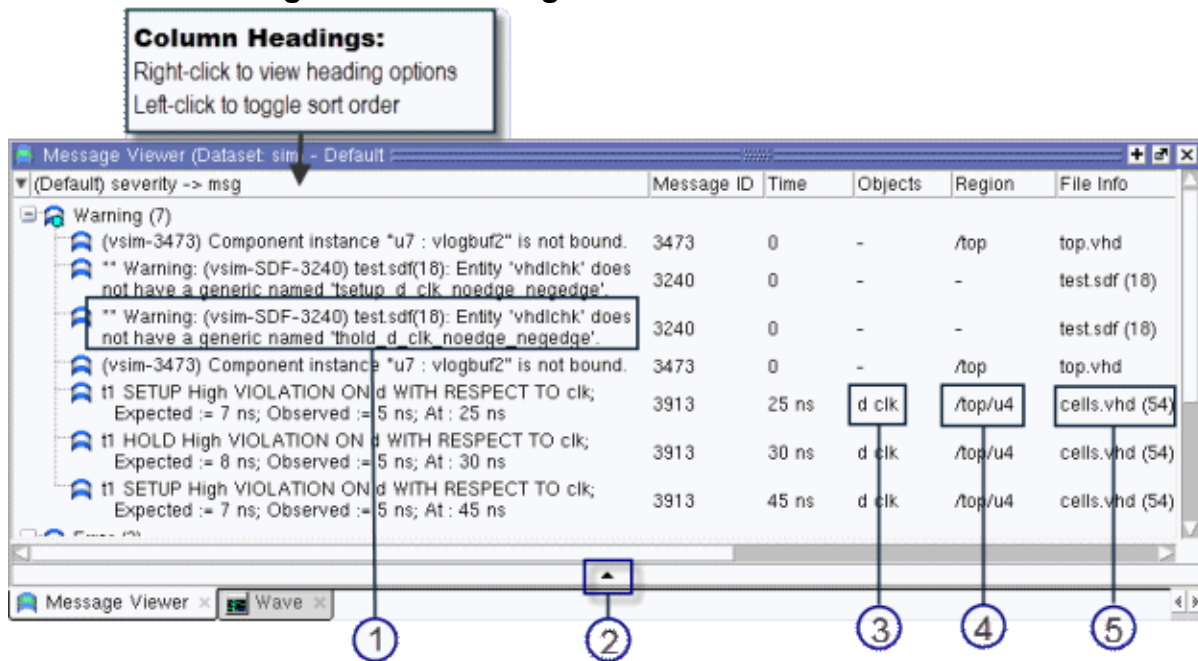 Column Headings:
Right-click to view heading options
Left-click to toggle sort order
Message Viewer (Dataset: sim) - Default
(Default) severity -> msg Message ID Time Objects Region File Info
Warning (7)
(vsim-3473) Component instance "u7 : vlogbuf2" is not bound. 3473 0 - /top top.vhd
** Warning: (vsim-SDF-3240) test.sdf(18): Entity 'vhdlchk' does
not have a generic named 'tsetup_d_clk_noedge_negedge'. 3240 0 - - test.sdf (18)
** Warning: (vsim-SDF-3240) test.sdf(18): Entity 'vhdlchk' does
not have a generic named 'thold_d_clk_noedge_negedge'. 3240 0 - - test.sdf (18)
(vsim-3473) Component instance "u7 : vlogbuf2" is not bound. 3473 0 - /top top.vhd
t1 SETUP High VIOLATION ON d WITH RESPECT TO clk;
Expected := 7 ns; Observed := 5 ns; At : 25 ns 3913 25 ns d clk /top/u4 cells.vhd (54)
t1 HOLD High VIOLATION ON d WITH RESPECT TO clk;
Expected := 8 ns; Observed := 5 ns; At : 30 ns 3913 30 ns d clk /top/u4 cells.vhd (54)
t1 SETUP High VIOLATION ON d WITH RESPECT TO clk;
Expected := 7 ns; Observed := 5 ns; At : 45 ns 3913 45 ns d clk /top/u4 cells.vhd (54)
Message Viewer Wave
1 2 3 4 5